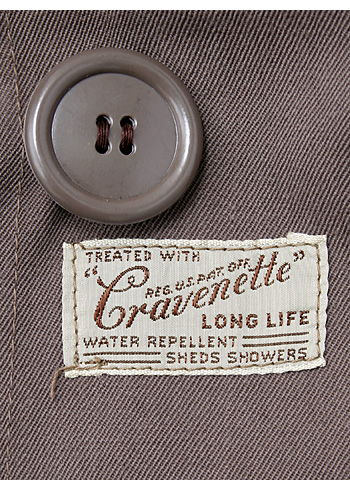 TREATED WITH
REG. U.S. PAT. OFF.
"Cravenette"
LONG LIFE
WATER REPELLENT
SHEDS SHOWERS